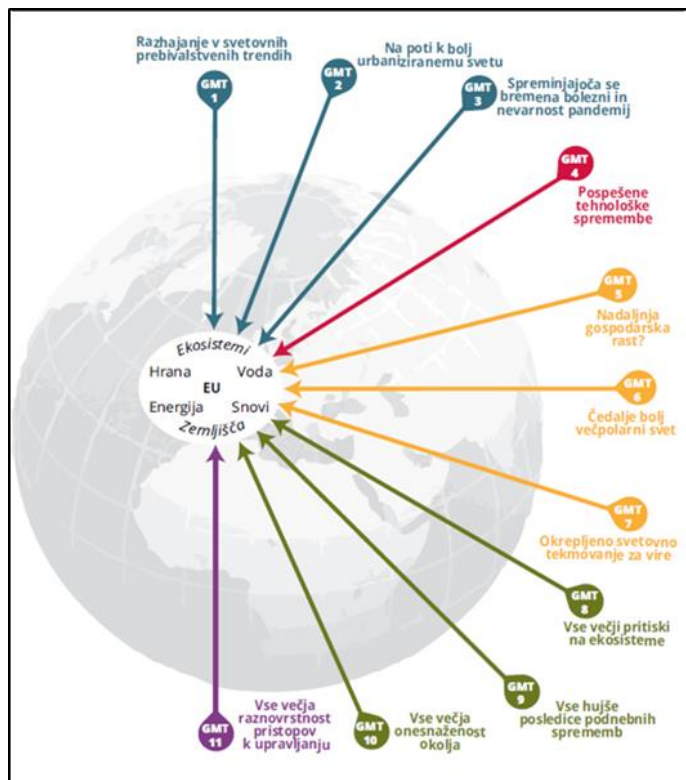 Razhajanje v svetovnih
prebivalstvenih trendih
GMT
1
Na poti k bolj
urbaniziranemu svetu
GMT
2
Spreminjajoča se
bremena bolezni in
nevarnost pandemij
GMT
3
GMT
4
Pospešene
tehnološke
spremembe
GMT
5
Nadaljnja
gospodarska
rast?
GMT
6
Čedalje bolj
večpolarni svet
GMT
7
Okrepljeno svetovno
tekmovanje za vire
GMT
8
Vse večji pritiski
na ekosisteme
GMT
9
Vse hujše
posledice podnebnih
sprememb
GMT
10
Vse večja
onesnaženost
okolja
GMT
11
Vse večja
raznovrstnost
pristopov
k upravljanju
Ekosistemi
Hrana Voda
EU
Energija Snovi
Zemljišča